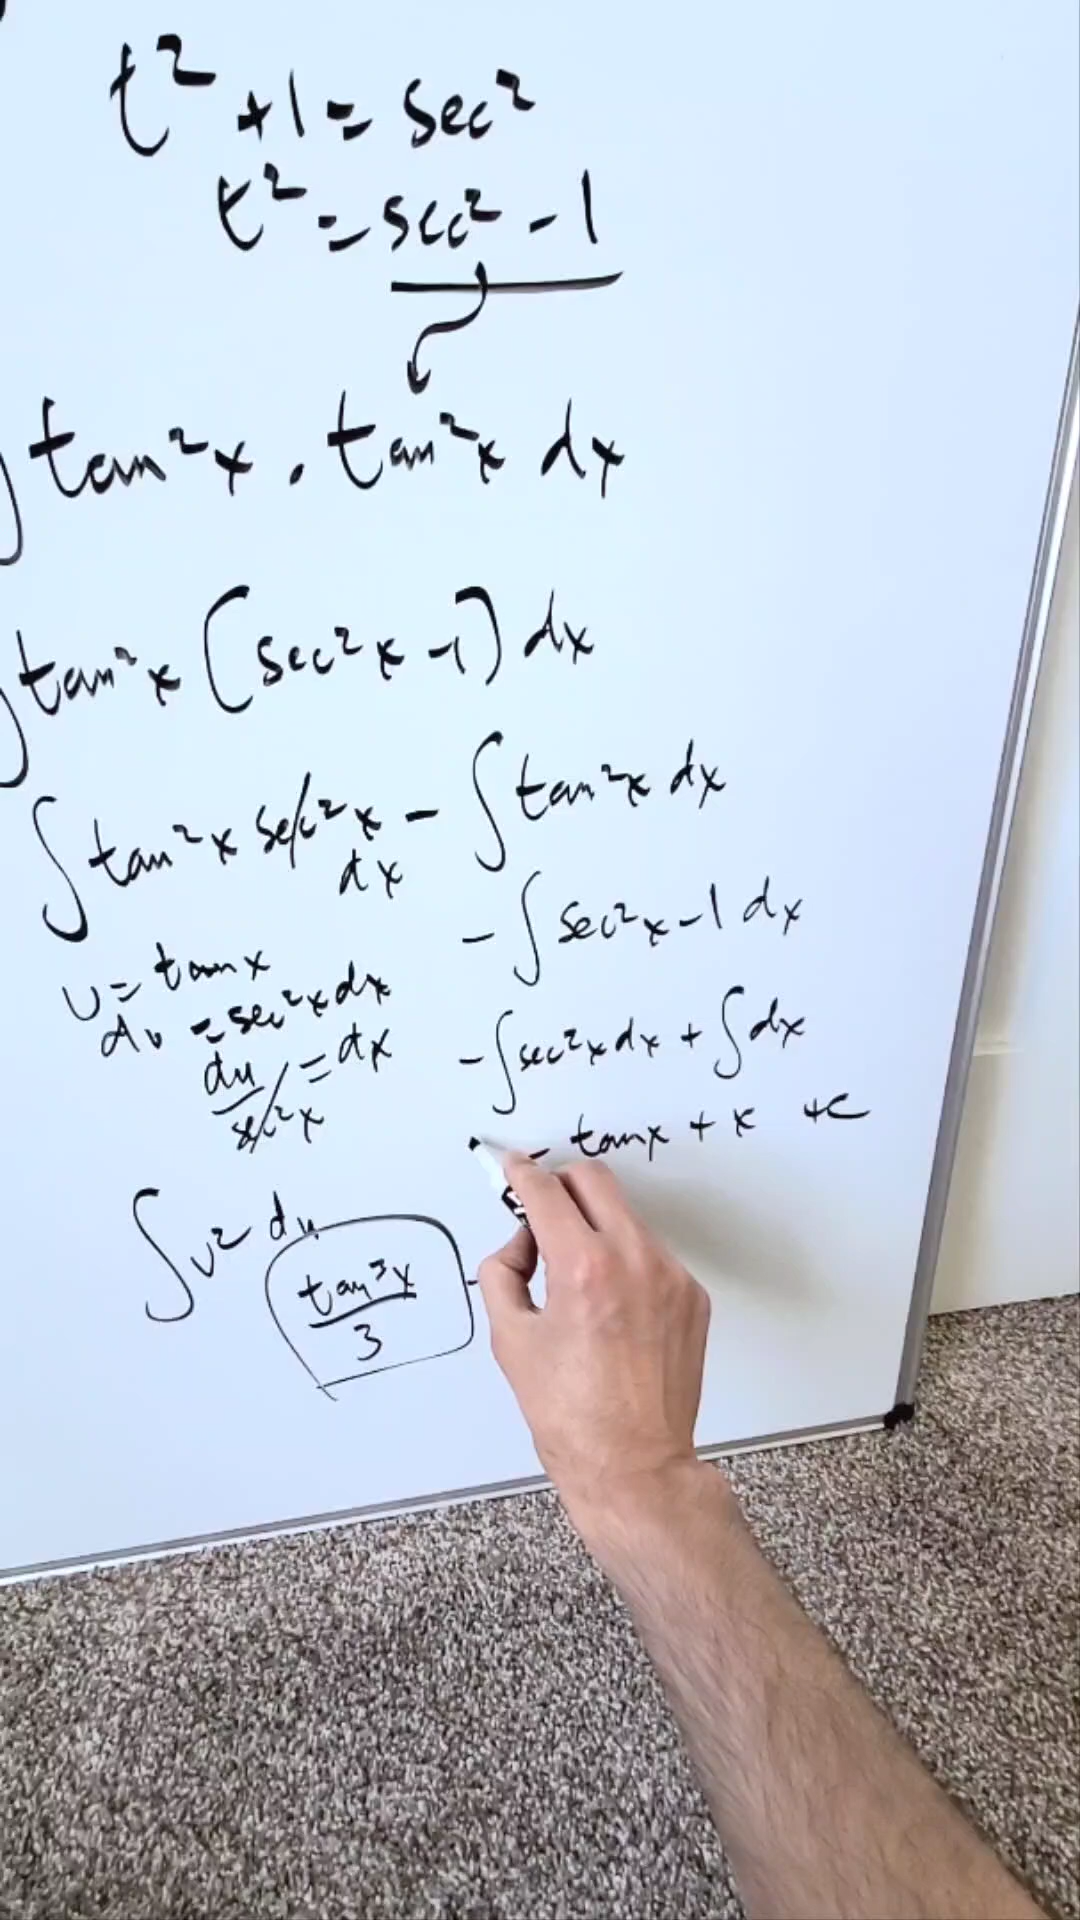 t² + 1 = sec²
t² = sec² - 1
∫ tan²x . tan²x dx
∫ tan²x (sec²x - 1) dx
∫ tan²x sec²x dx - ∫ tan²x dx
- ∫ sec²x - 1 dx
u = tan x
du = sec²x dx
du/sec²x = dx
- ∫ sec²x dx + ∫ dx
- tanx + x + c
∫ u² du
tan³x/3